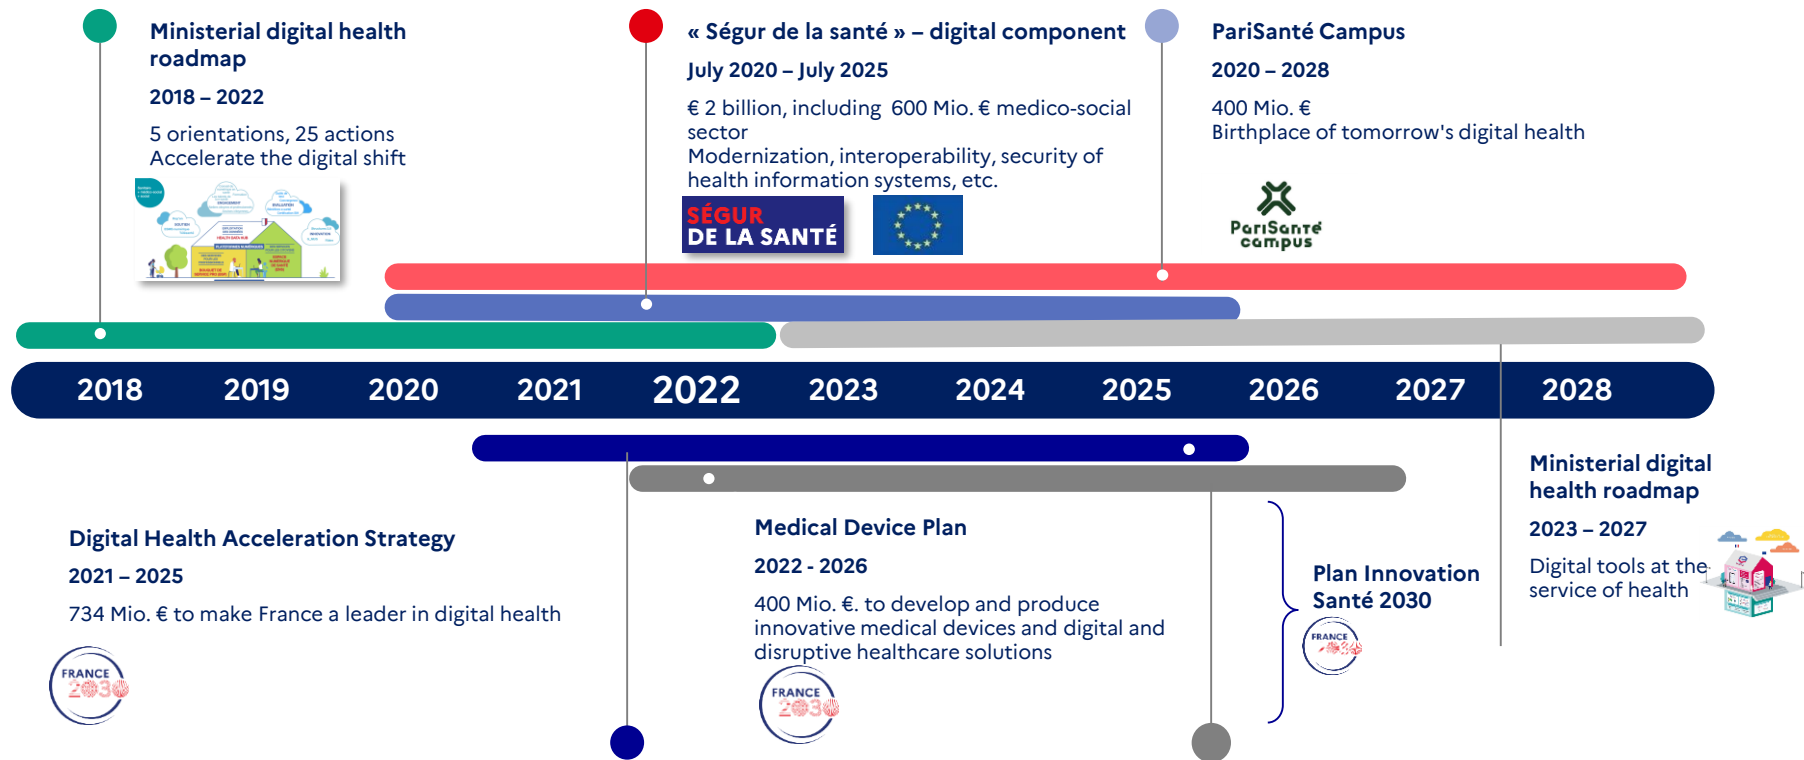 Ministerial digital health
roadmap
2018 – 2022
5 orientations, 25 actions
Accelerate the digital shift
« Ségur de la santé » – digital component
July 2020 – July 2025
€ 2 billion, including 600 Mio. € medico-social
sector
Modernization, interoperability, security of
health information systems, etc.
SÉGUR
DE LA SANTÉ
PariSanté Campus
2020 – 2028
400 Mio. €
Birthplace of tomorrow's digital health
PariSanté
campus
2018 2019 2020 2021 2022 2023 2024 2025 2026 2027 2028
Digital Health Acceleration Strategy
2021 – 2025
734 Mio. € to make France a leader in digital health
FRANCE
2030
Medical Device Plan
2022 - 2026
400 Mio. €. to develop and produce
innovative medical devices and digital and
disruptive healthcare solutions
FRANCE
2030
Plan Innovation
Santé 2030
FRANCE
2030
Ministerial digital
health roadmap
2023 – 2027
Digital tools at the
service of health